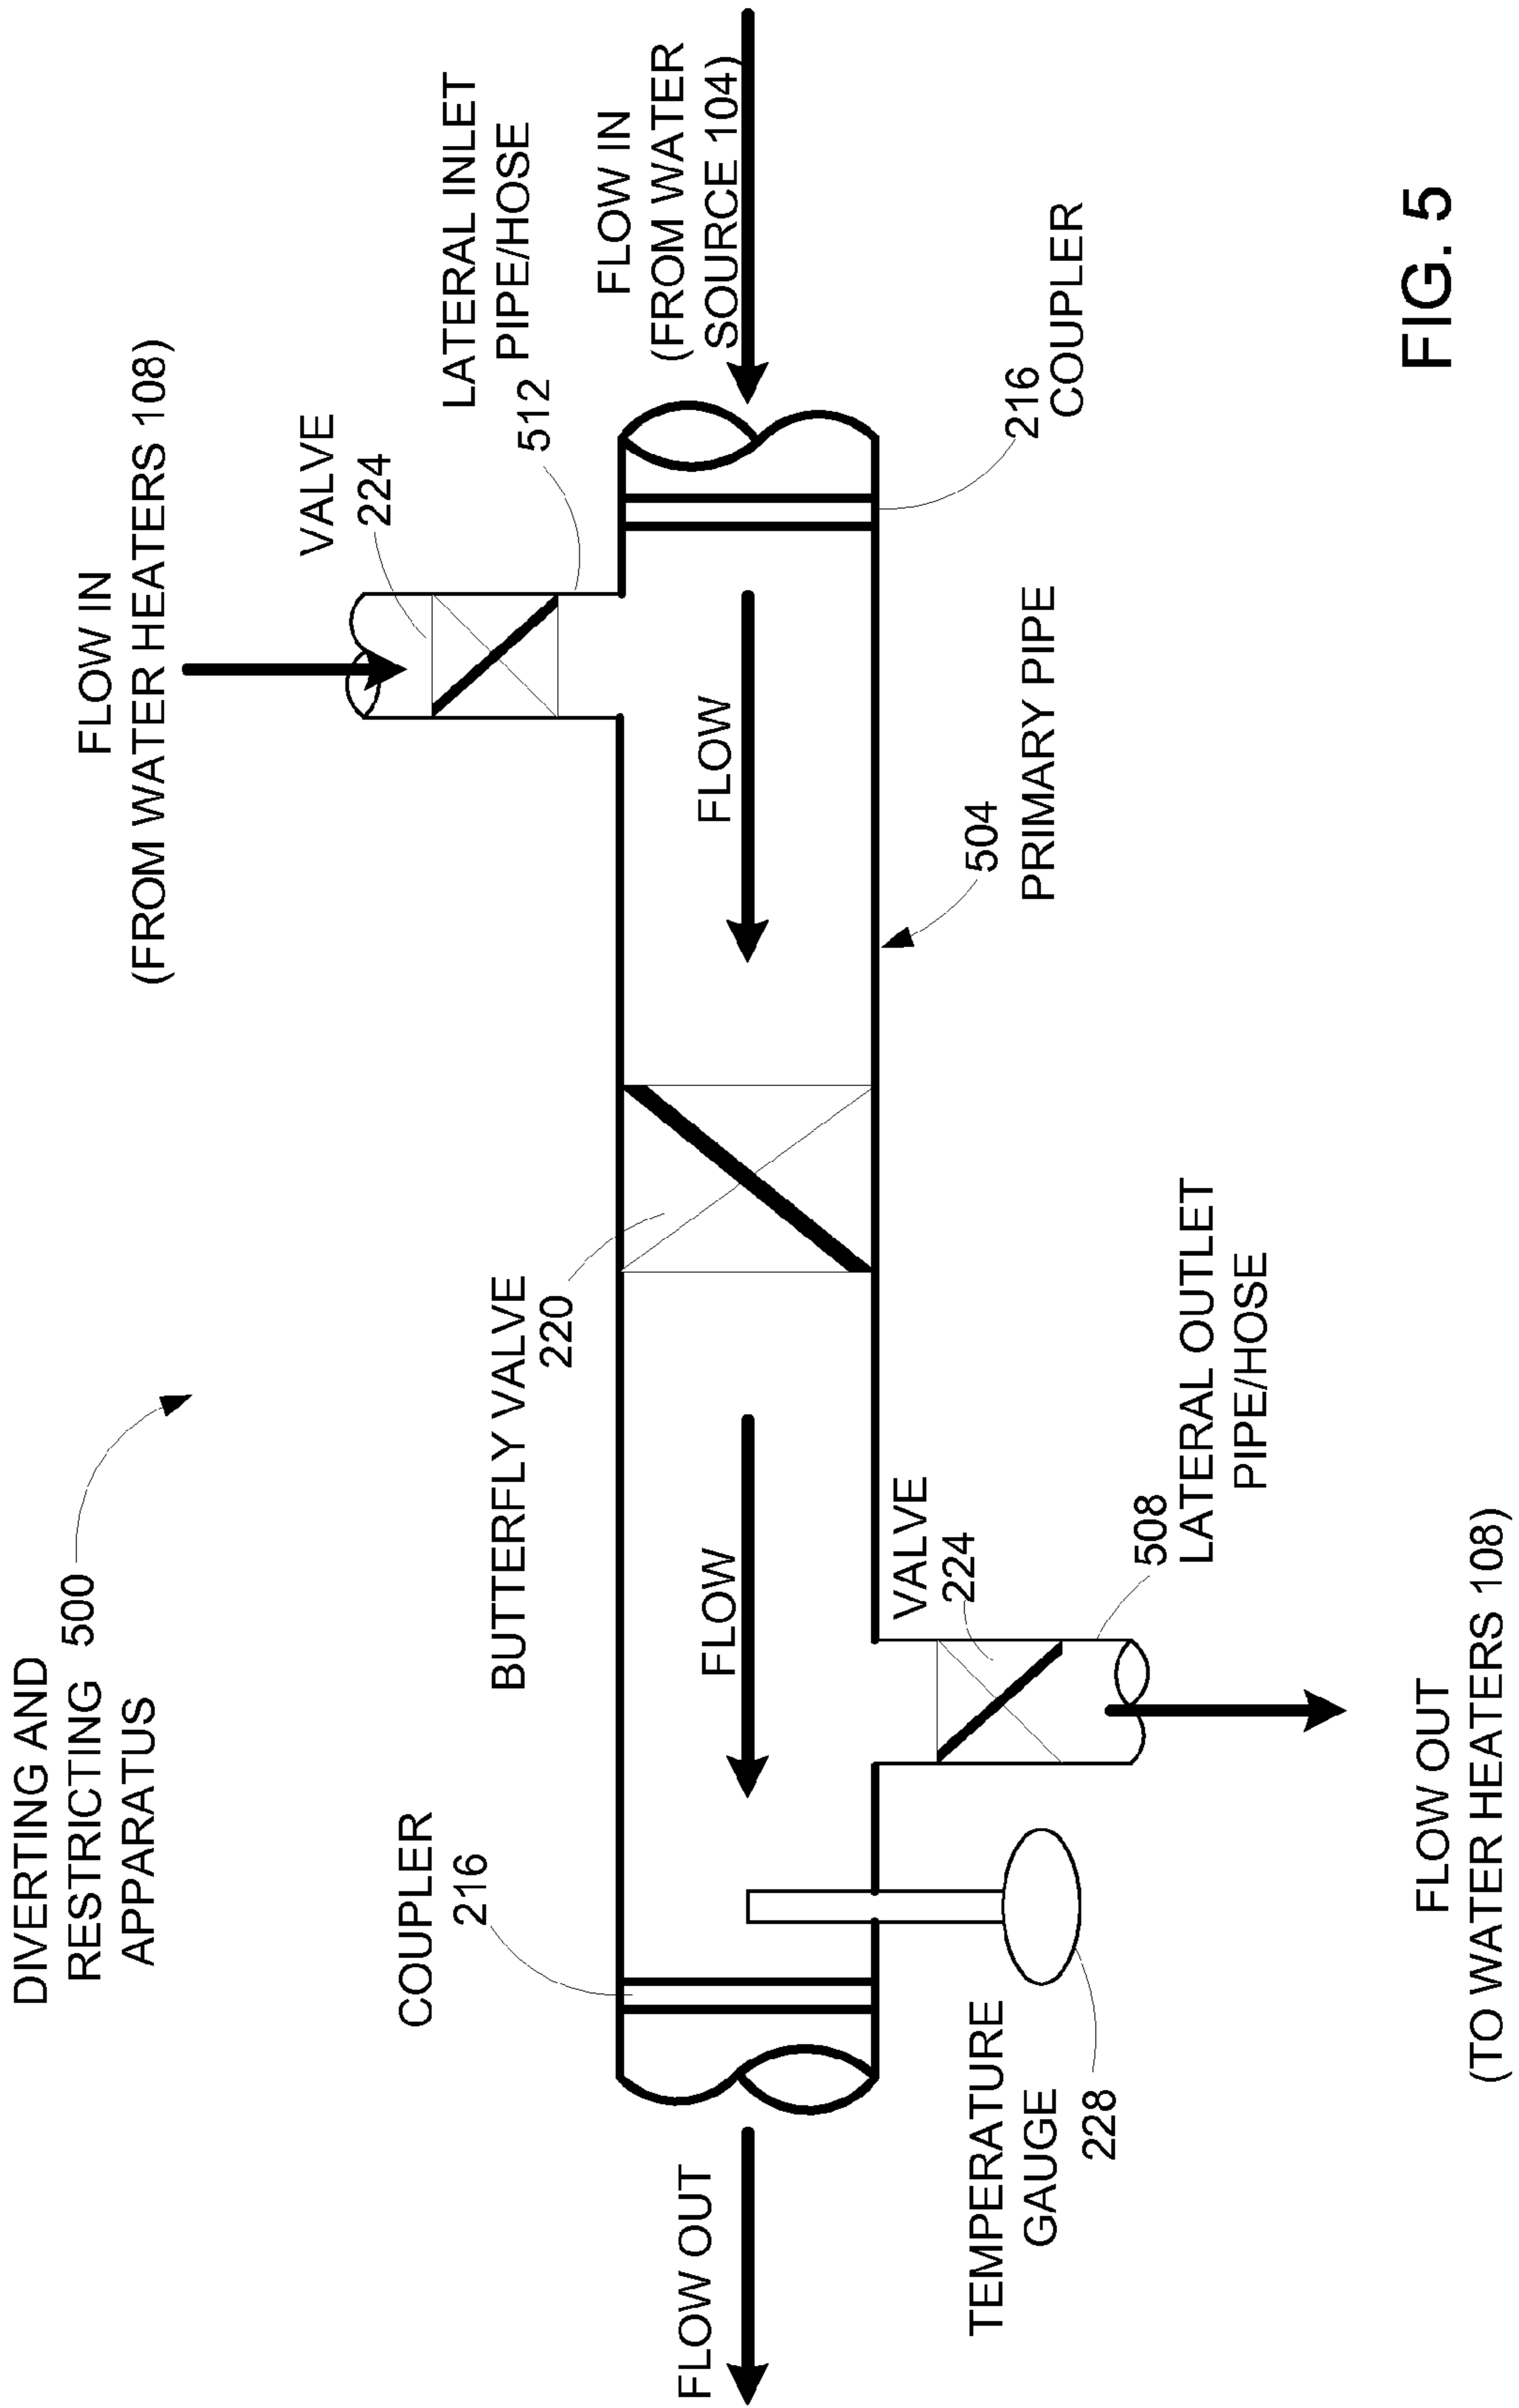 DIVERTING AND
RESTRICTING 500
APPARATUS
FLOW IN
(FROM WATER HEATERS 108)
VALVE
224
LATERAL INLET
PIPE/HOSE
512
FLOW IN
(FROM WATER
SOURCE 104)
COUPLER
216
BUTTERFLY VALVE
220
FLOW OUT
FLOW
FLOW
216
COUPLER
504
PRIMARY PIPE
VALVE
224
508
LATERAL OUTLET
PIPE/HOSE
TEMPERATURE
GAUGE
228
FLOW OUT
(TO WATER HEATERS 108)
FIG. 5